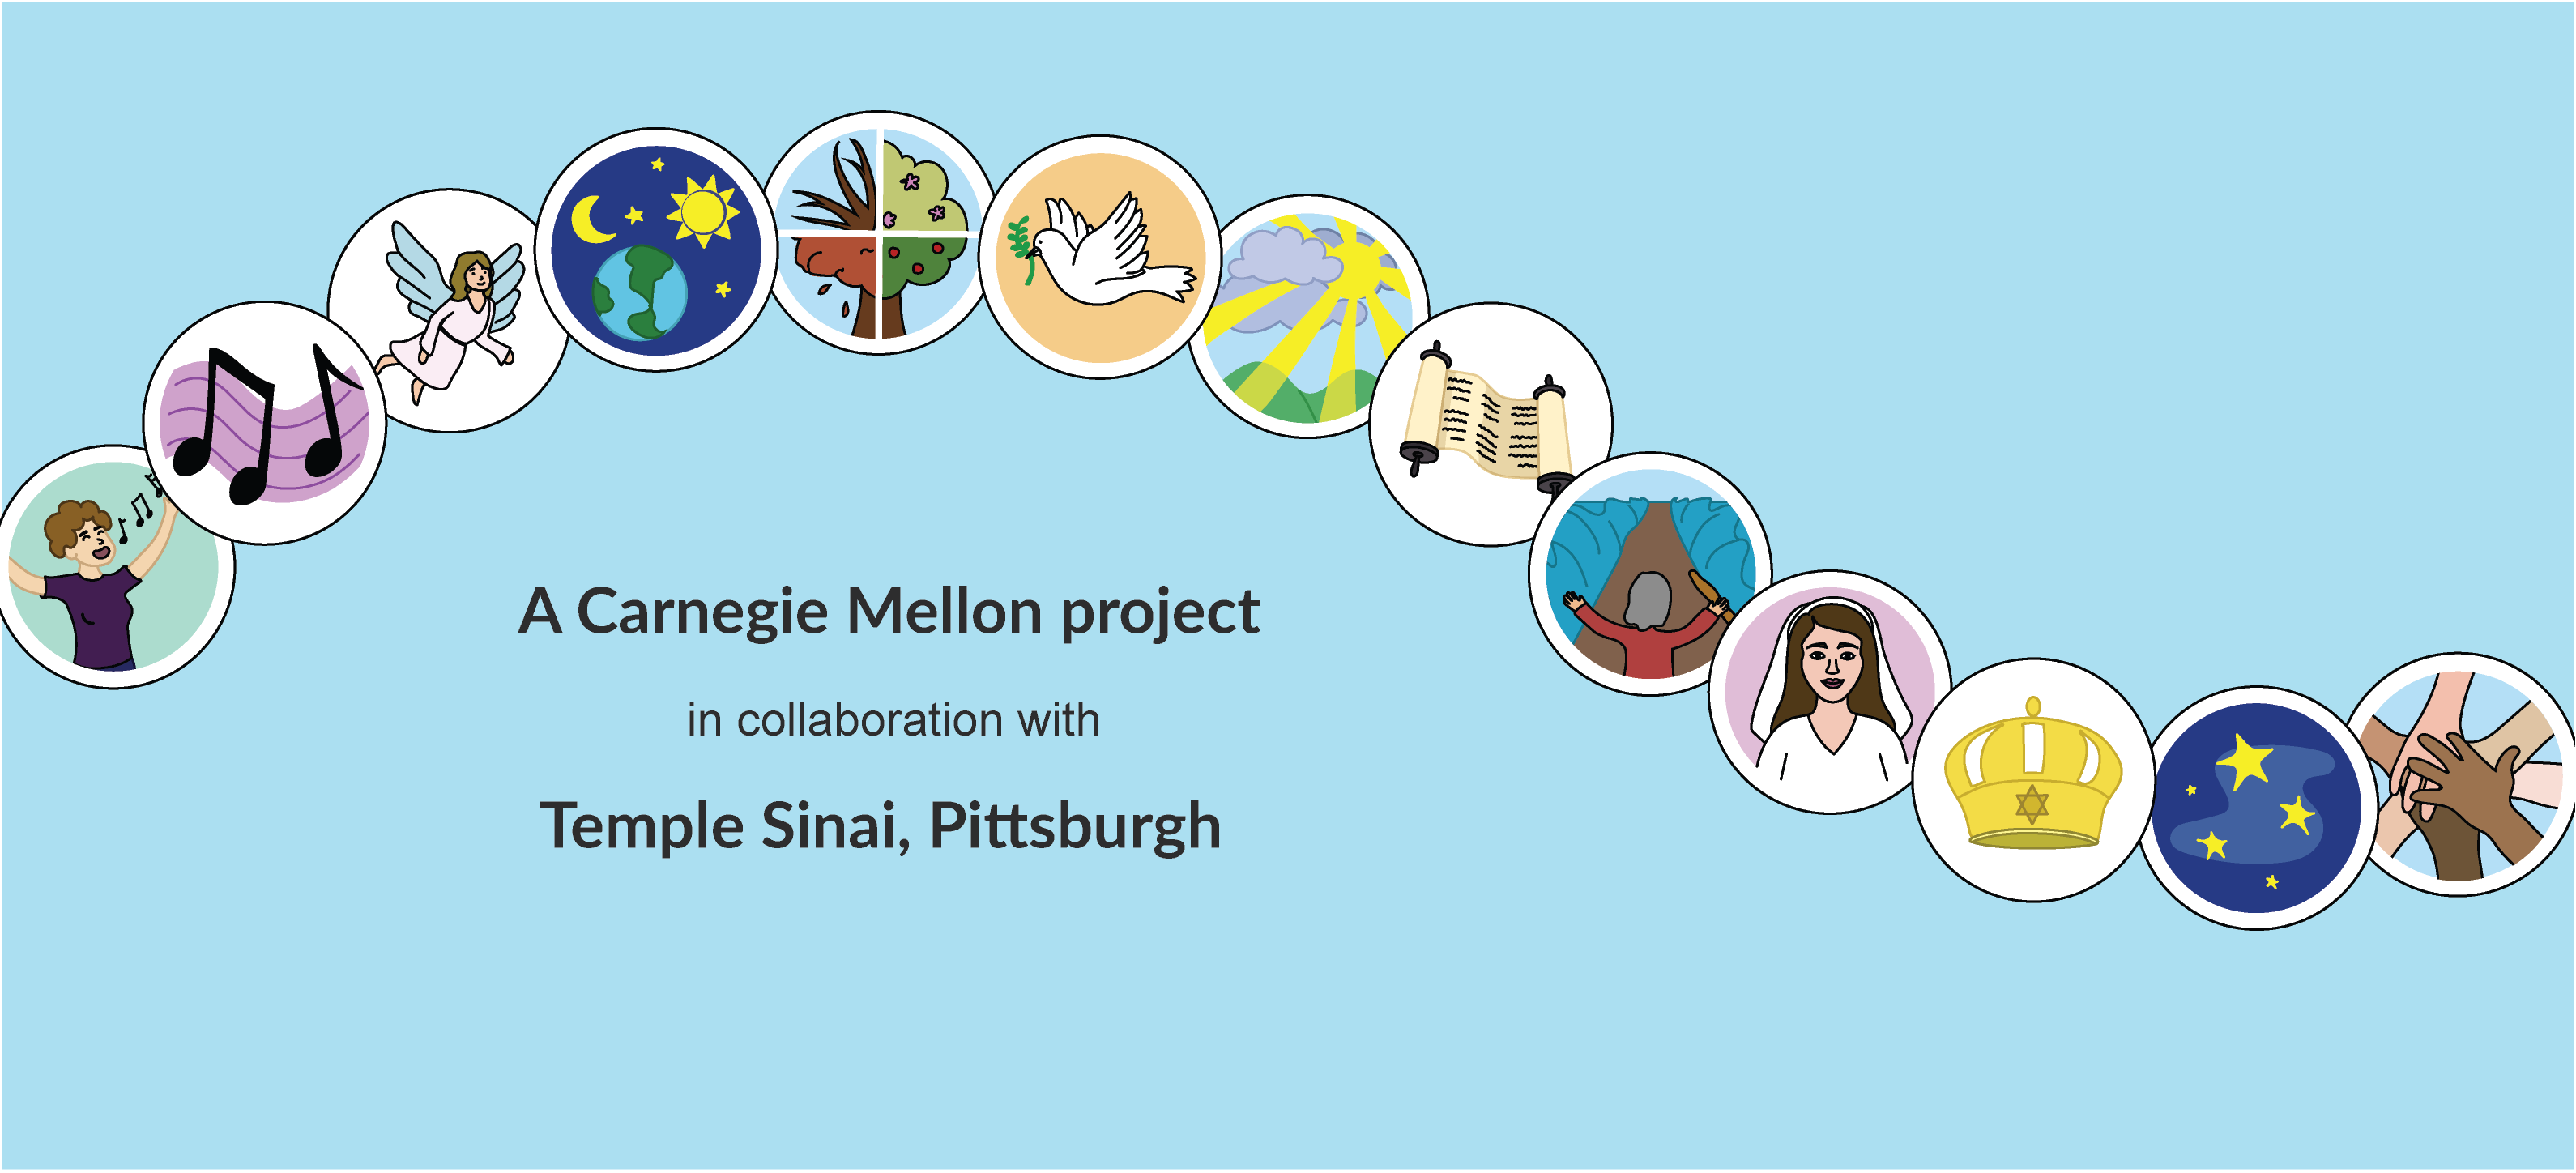 A Carnegie Mellon project
in collaboration with
Temple Sinai, Pittsburgh